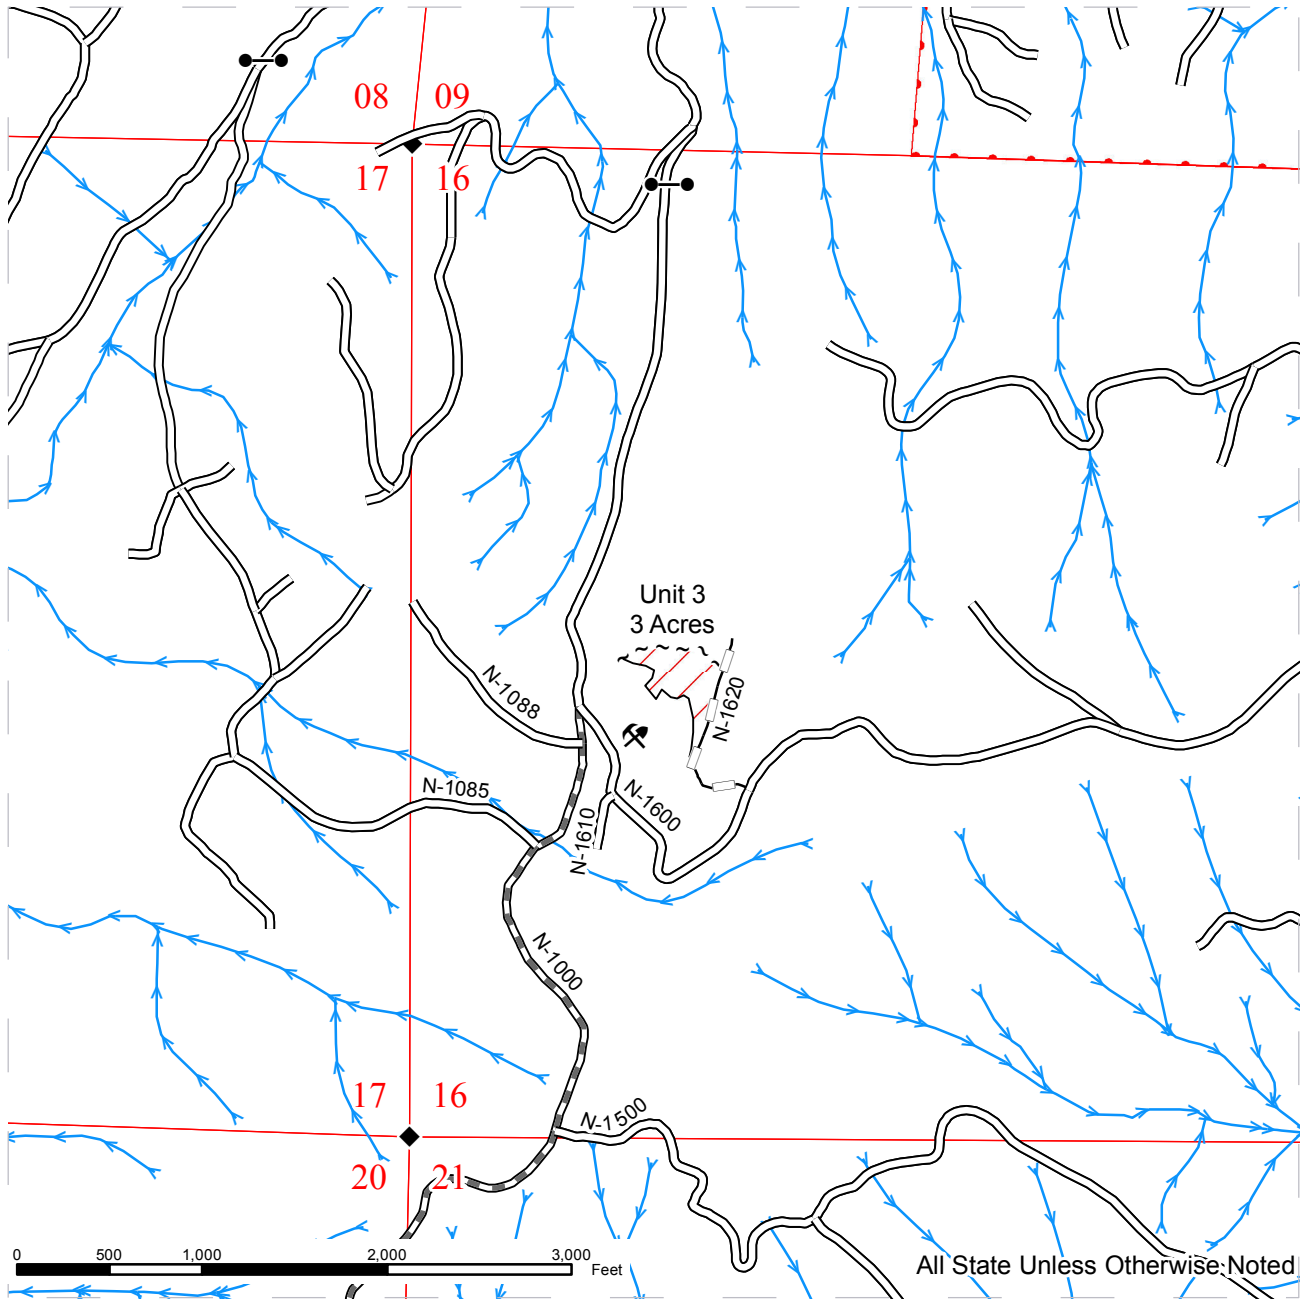 08 09
17 16
Unit 3
3 Acres
N-1088
N-1620
N-1085
N-1600
N-1610
N-1000
17 16
N-1500
20 21
0 500 1,000 2,000 3,000
Feet
All State Unless Otherwise Noted